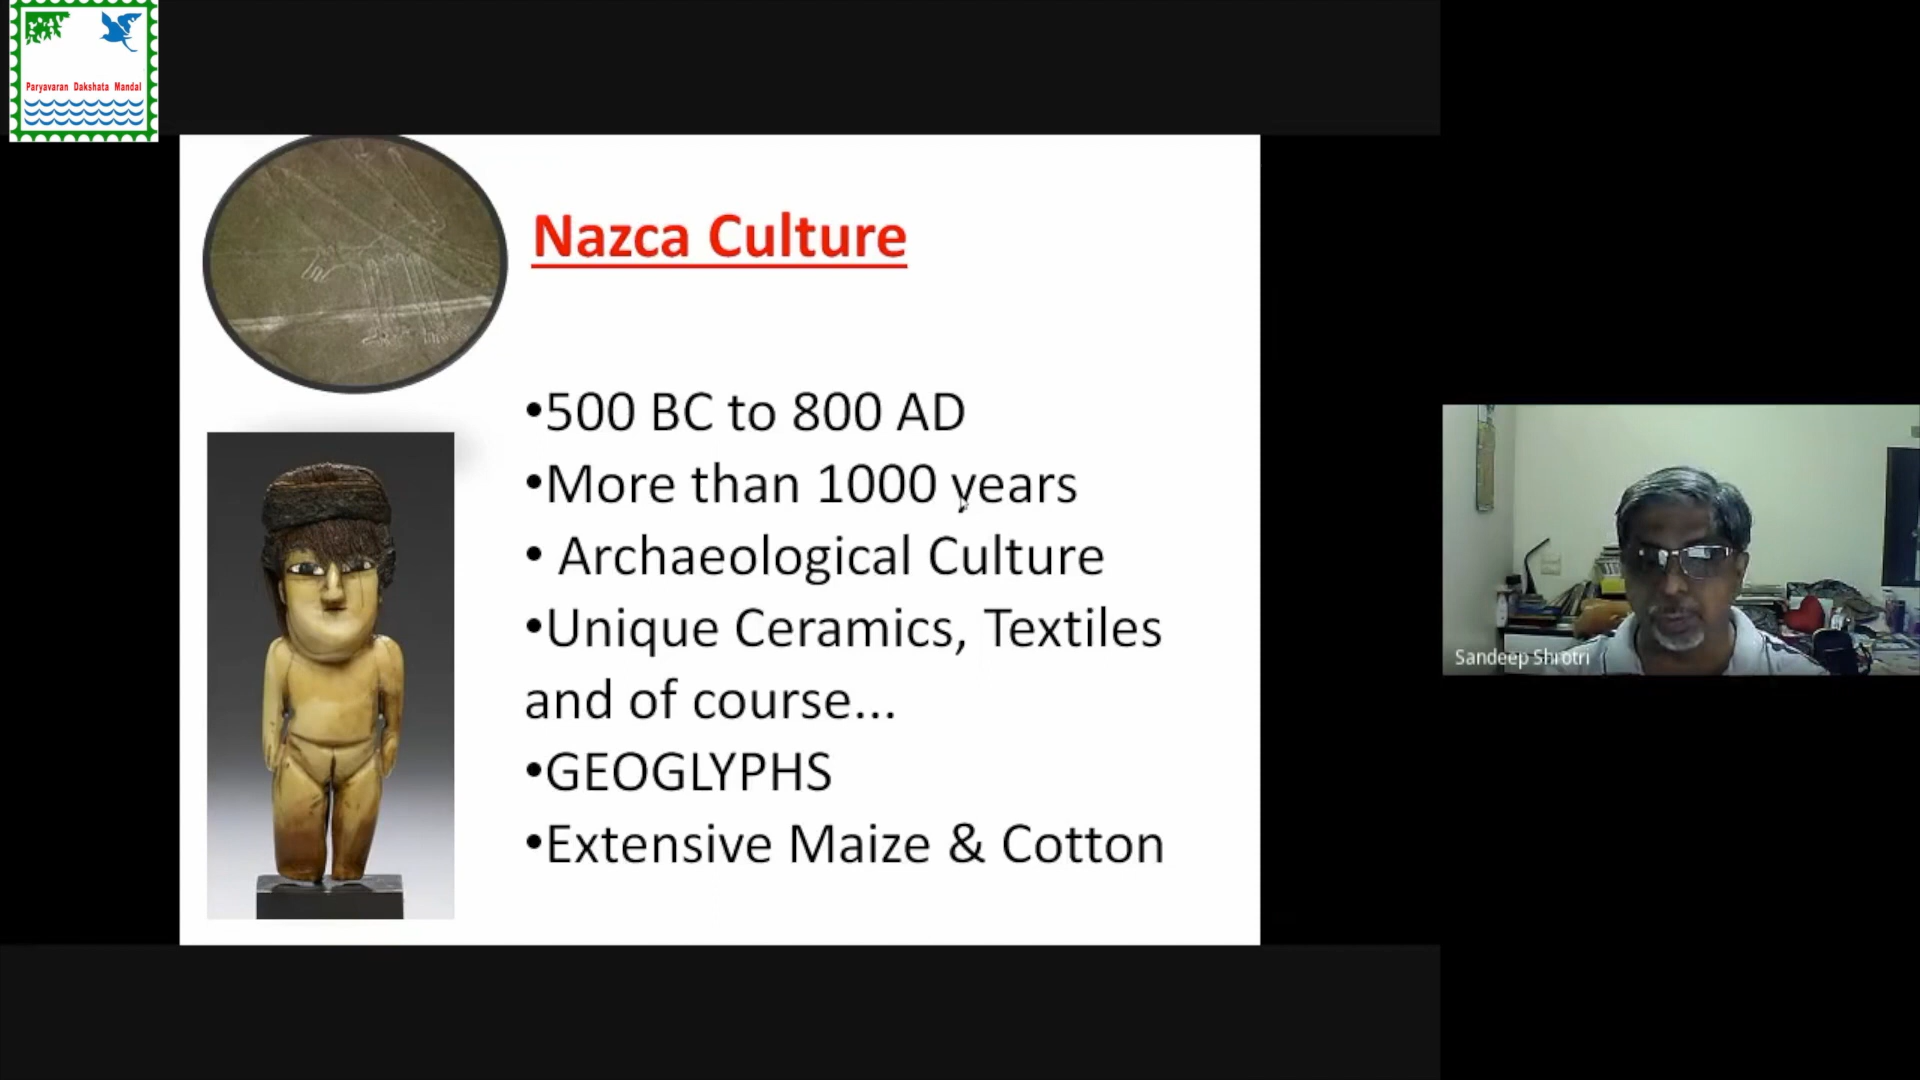 Paryavaran Dakshata Mandal
Nazca Culture
•500 BC to 800 AD
•More than 1000 years
• Archaeological Culture
•Unique Ceramics, Textiles
and of course...
•GEOGLYPHS
•Extensive Maize & Cotton
Sandeep Shrotri